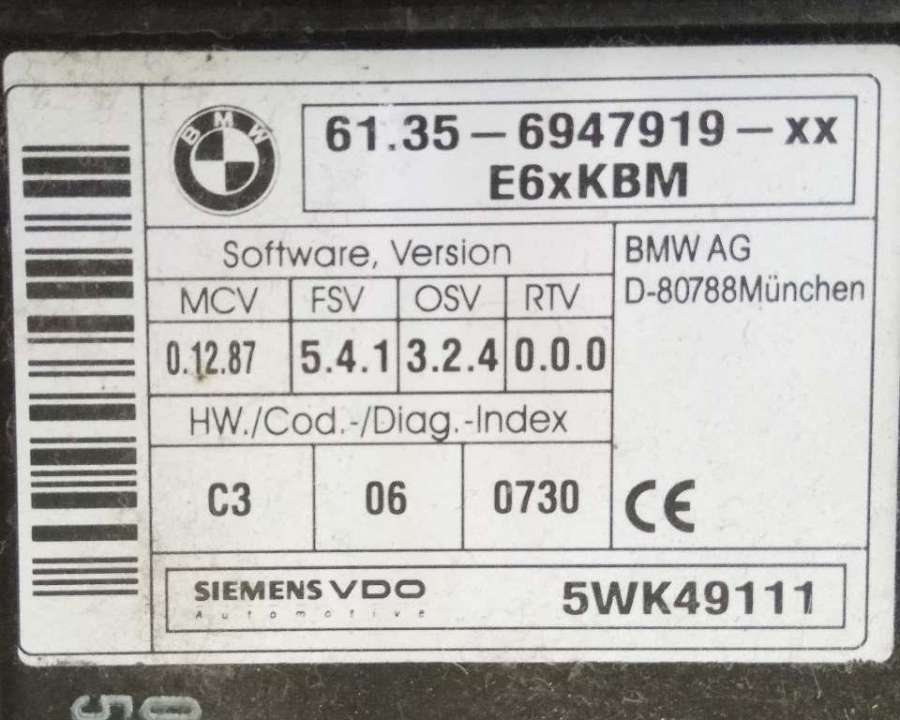 BMW
61.35 – 6947919 – xx
E6xKBM
Software, Version
BMW AG
D-80788München
MCV FSV OSV RTV
0.12.87 5.4.1 3.2.4 0.0.0
HW./Cod.-/Diag.-Index
C3 06 0730
CE
SIEMENS VDO
Automotive
5WK49111
05